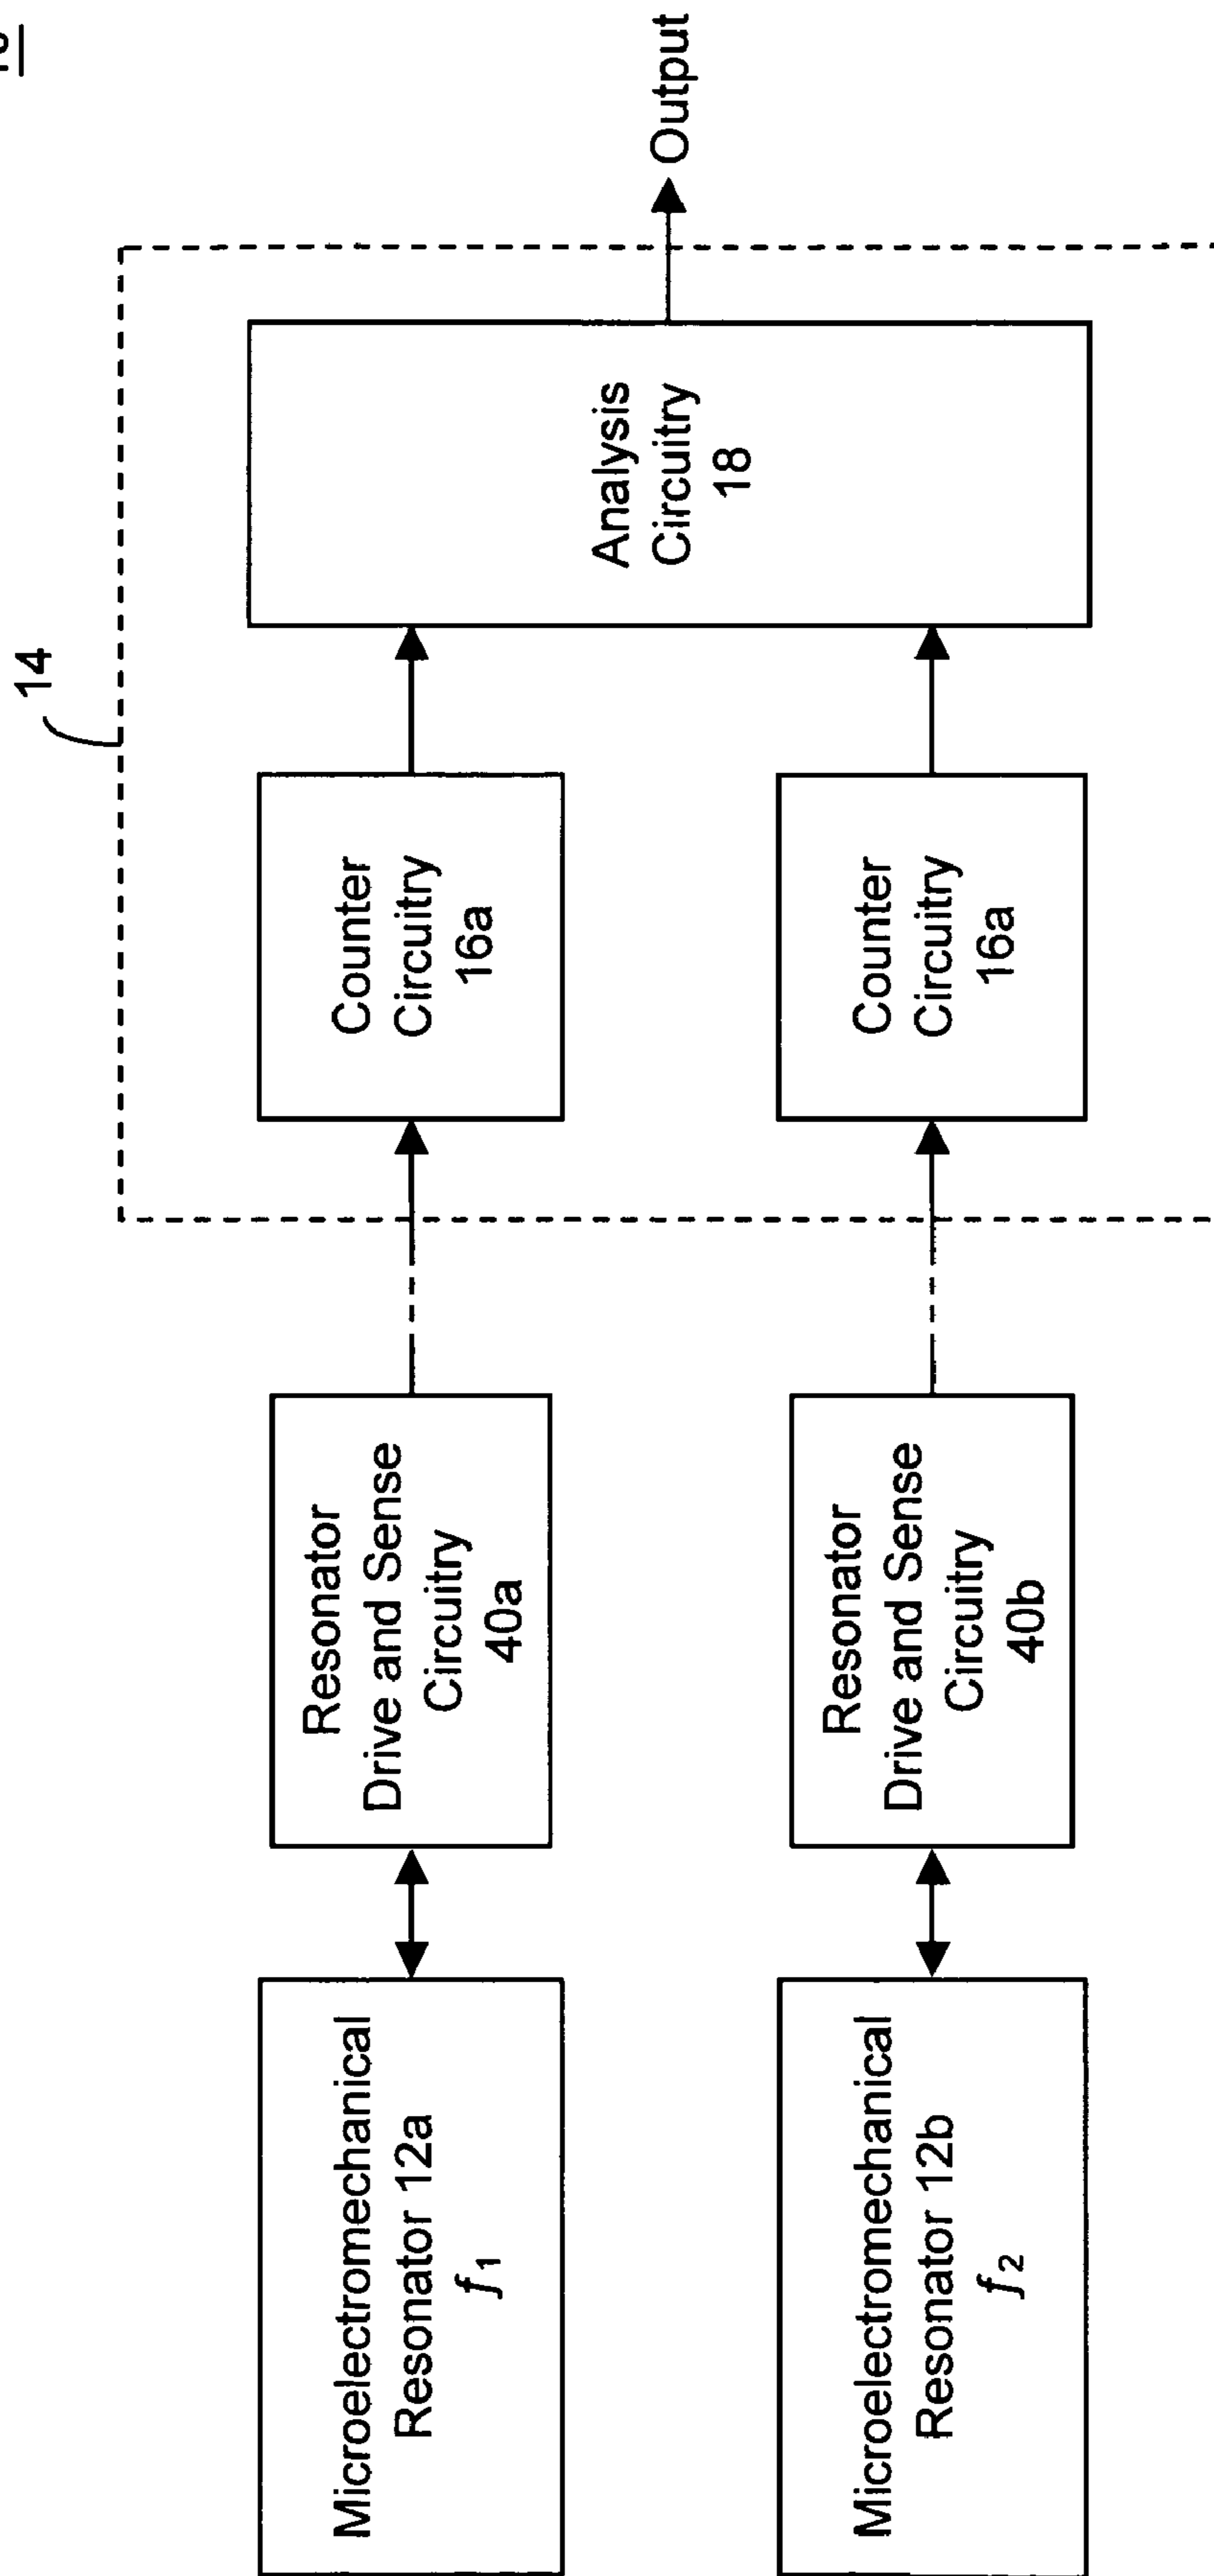 14
Microelectromechanical
Resonator 12a
f1
Resonator
Drive and Sense
Circuitry
40a
Counter
Circuitry
16a
Analysis
Circuitry
18
Output
Microelectromechanical
Resonator 12b
f2
Resonator
Drive and Sense
Circuitry
40b
Counter
Circuitry
16a